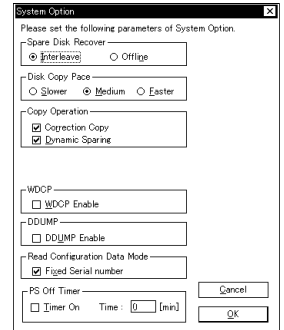 System Option
Please set the following parameters of System Option.
Spare Disk Recover
Interleave Offline
Disk Copy Pace
Slower Medium Faster
Copy Operation
Correction Copy
Dynamic Sparing
WDCP
WDCP Enable
DDUMP
DDUMP Enable
Read Configuration Data Mode
Fixed Serial number
PS Off Timer
Timer On Time : 0 [min]
Cancel
OK